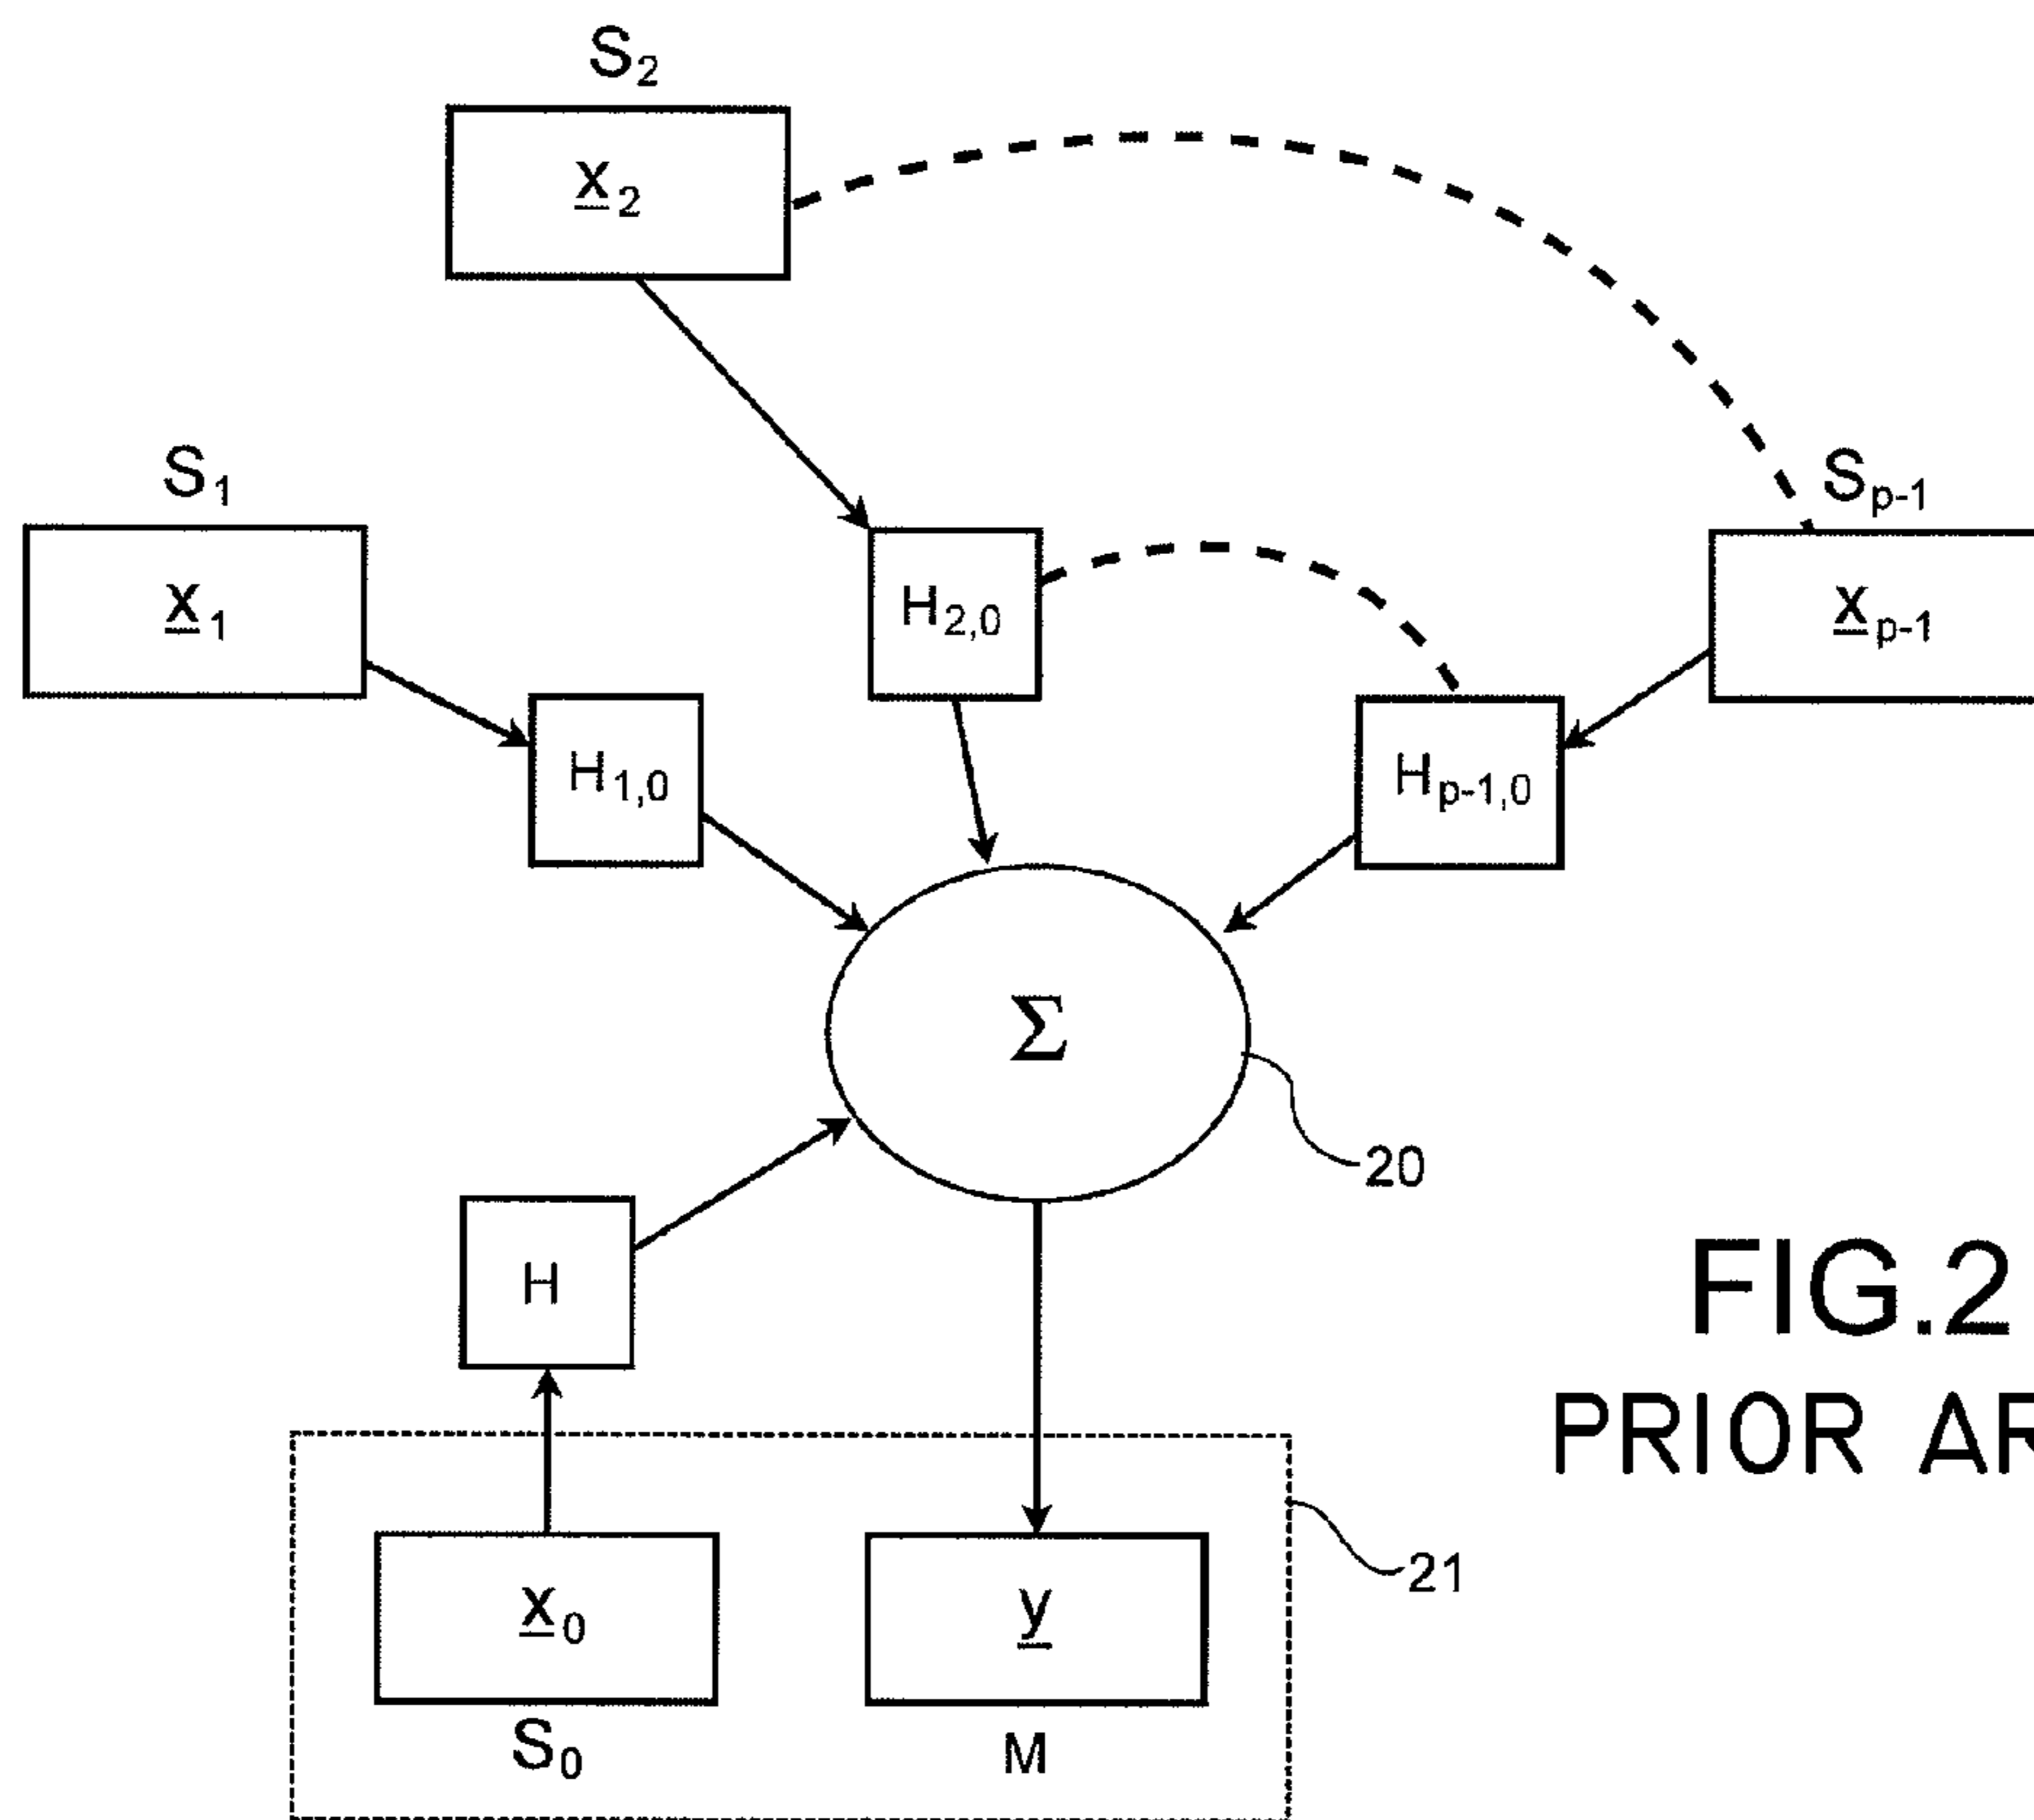 S₂
x₂
S₁
x₁
Sₚ₋₁
xₚ₋₁
H₂,₀
H₁,₀
Hₚ₋₁,₀
Σ
20
H
FIG.2
PRIOR AR
21
x₀
y
S₀
M